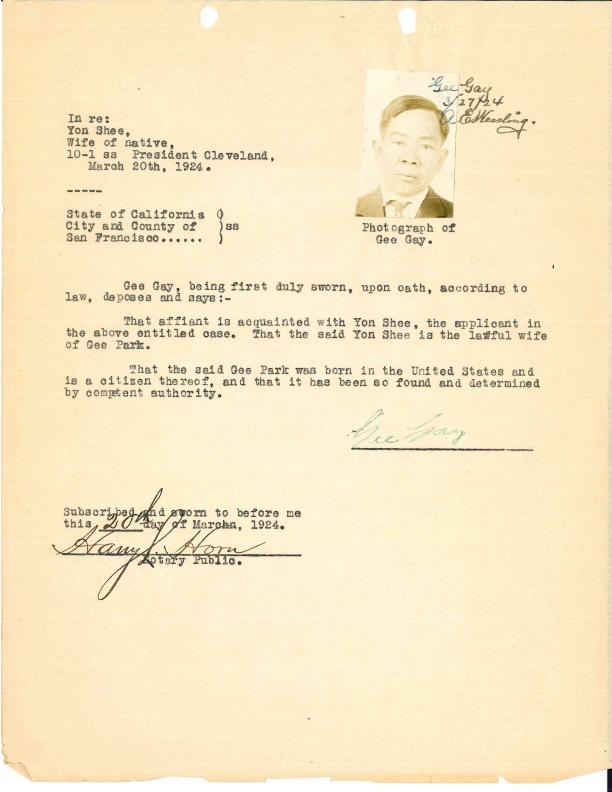 Gee Gay
3/27/24
A E Wessling.
In re:
Yon Shee,
Wife of native,
10-1 ss President Cleveland,
March 20th, 1924.
-----
State of California ()
City and County of )ss
San Francisco...... )
Photograph of
Gee Gay.
Gee Gay, being first duly sworn, upon oath, according to
law, deposes and says:-
That affiant is acquainted with Yon Shee, the applicant in
the above entitled case. That the said Yon Shee is the lawful wife
of Gee Park.
That the said Gee Park was born in the United States and
is a citizen thereof, and that it has been so found and determined
by comptent authority.
Gee Gay
Subscribed and sworn to before me
this 20th day of Marchn, 1924.
Harry J. Horn
Notary Public.